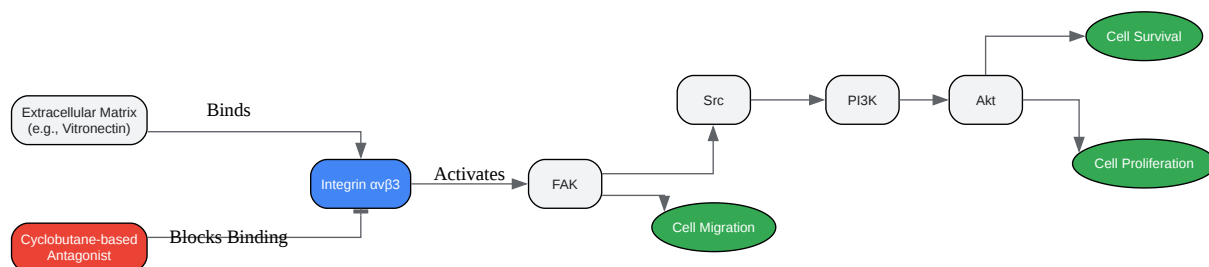 Cell Survival
Extracellular Matrix
(e.g., Vitronectin)
Binds
Src
PI3K
Akt
Cell Proliferation
Integrin αvβ3
Activates
FAK
Cell Migration
Cyclobutane-based
Antagonist
Blocks Binding